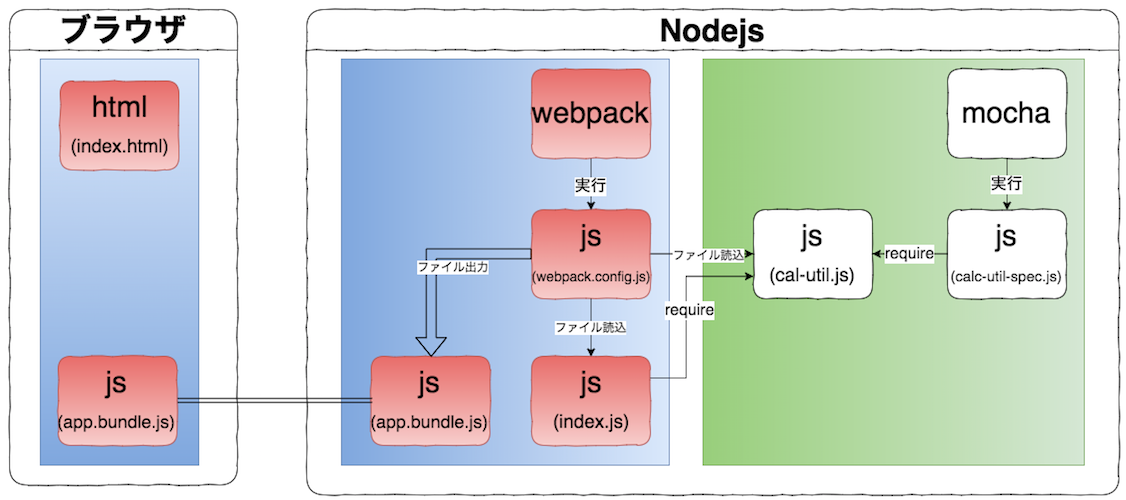 ブラウザ
html
(index.html)
js
(app.bundle.js)
Nodejs
webpack
実行
js
(webpack.config.js)
ファイル出力
ファイル読込
js
(app.bundle.js)
js
(index.js)
ファイル読込
require
mocha
実行
js
(cal-util.js)
require
js
(calc-util-spec.js)